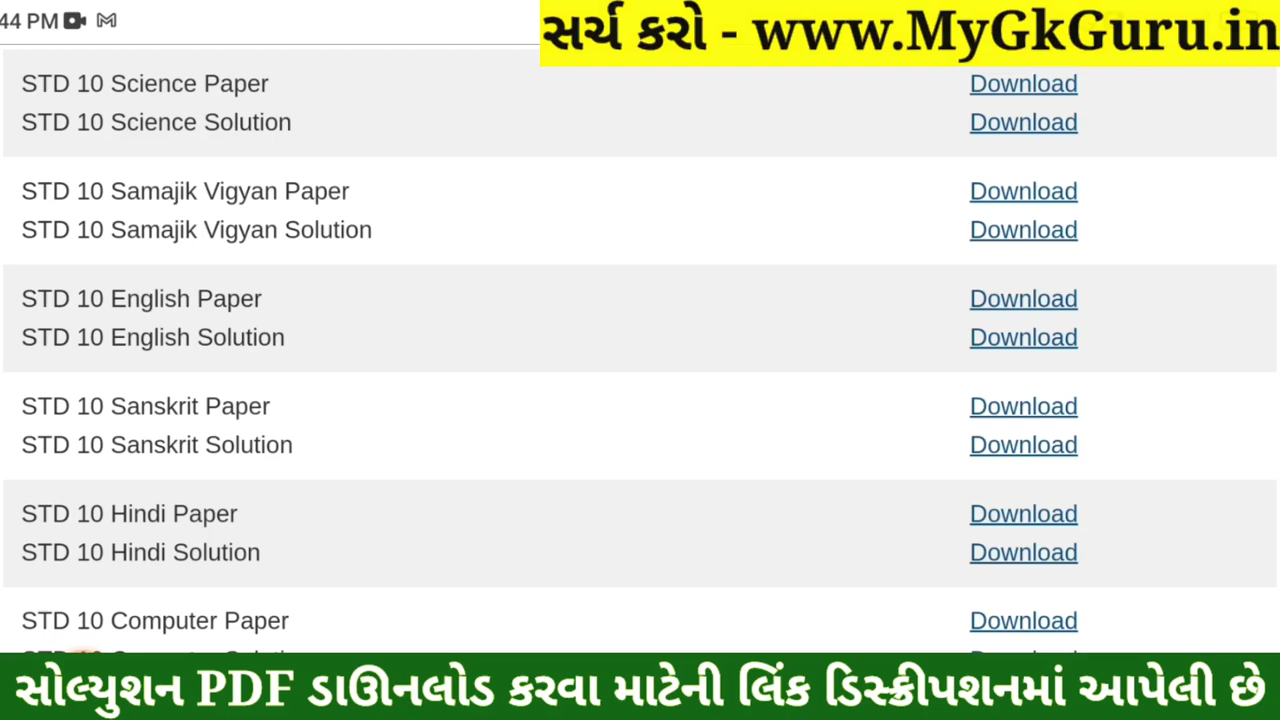 44 PM
સર્ચ કરો - www.MyGkGuru.in
STD 10 Science Paper Download
STD 10 Science Solution Download
STD 10 Samajik Vigyan Paper Download
STD 10 Samajik Vigyan Solution Download
STD 10 English Paper Download
STD 10 English Solution Download
STD 10 Sanskrit Paper Download
STD 10 Sanskrit Solution Download
STD 10 Hindi Paper Download
STD 10 Hindi Solution Download
STD 10 Computer Paper Download
સોલ્યુશન PDF ડાઊનલોડ કરવા માટેની લિંક ડિસ્ક્રીપશનમાં આપેલી છે